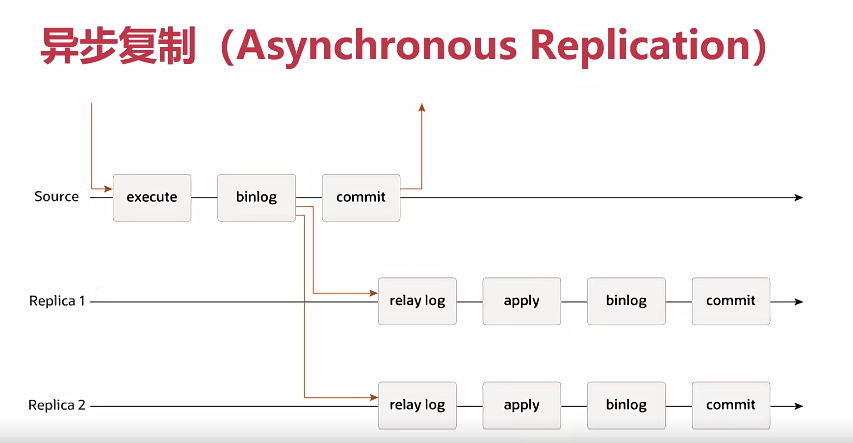 异步复制（Asynchronous Replication）
Source execute binlog commit
Replica 1 relay log apply binlog commit
Replica 2 relay log apply binlog commit